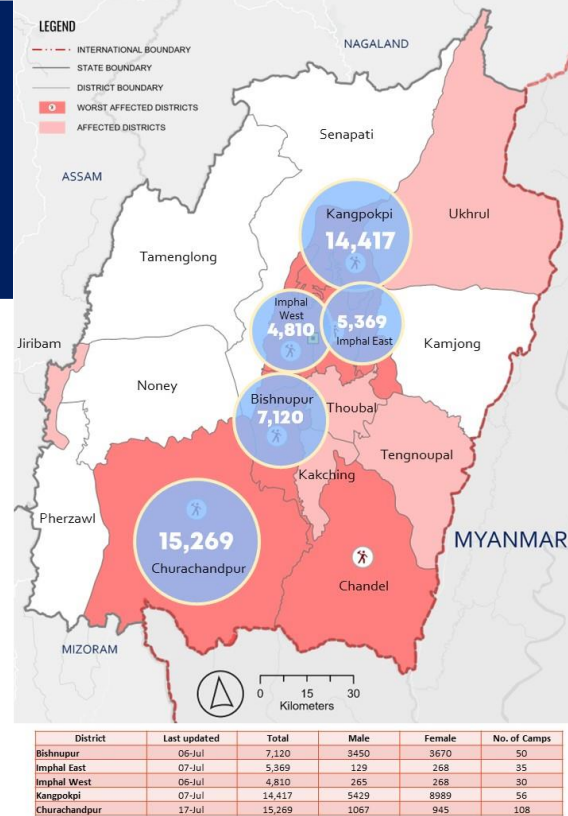 LEGEND
INTERNATIONAL BOUNDARY
STATE BOUNDARY
DISTRICT BOUNDARY
WORST AFFECTED DISTRICTS
AFFECTED DISTRICTS
NAGALAND
Senapati
ASSAM
Kangpokpi
14,417
Ukhrul
Tamenglong
Imphal
West
4,810
5,369
Imphal East
Jiribam
Kamjong
Noney
Bishnupur
7,120
Thoubal
Tengnoupal
Kakching
Pherzawl
15,269
Churachandpur
MYANMAR
Chandel
MIZORAM
0 15 30
Kilometers
District Last updated Total Male Female No. of Camps
Bishnupur 06-Jul 7,120 3450 3670 50
Imphal East 07-Jul 5,369 129 268 35
Imphal West 06-Jul 4,810 265 268 30
Kangpokpi 07-Jul 14,417 5429 8989 56
Churachandpur 17-Jul 15,269 1067 945 108